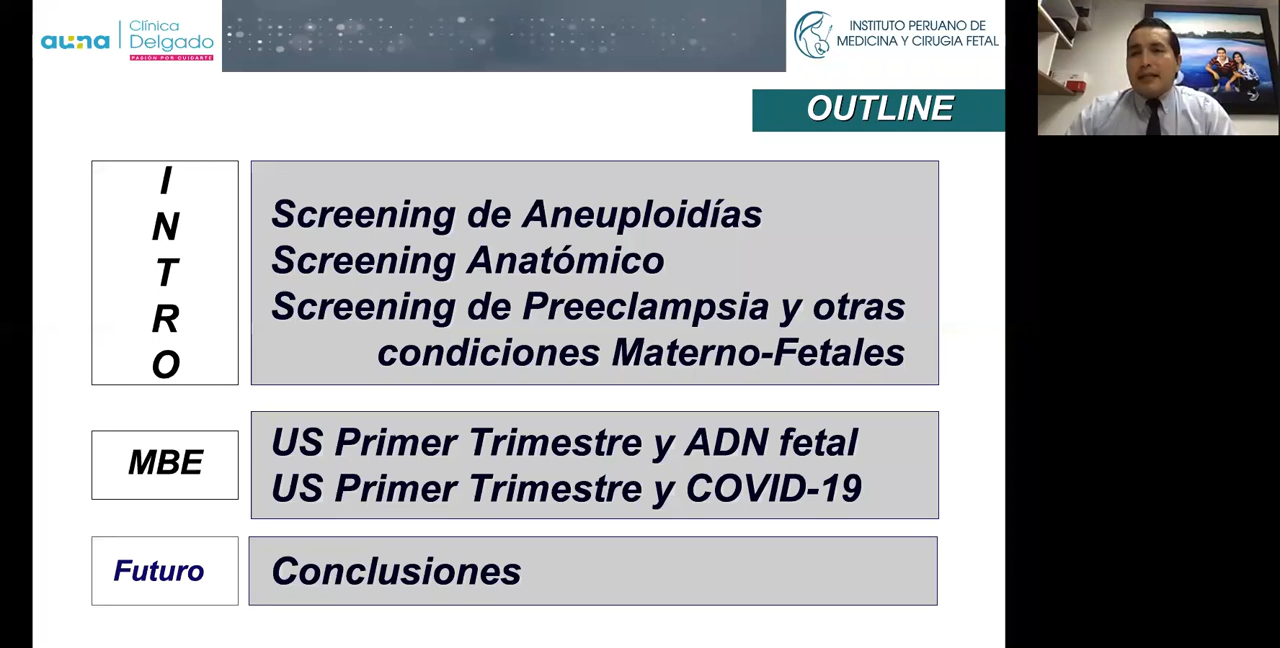 auna
Clínica
Delgado
PASIÓN POR CUIDARTE
INSTITUTO PERUANO DE
MEDICINA Y CIRUGIA FETAL
OUTLINE
I
N
T
R
O
Screening de Aneuploidías
Screening Anatómico
Screening de Preeclampsia y otras
condiciones Materno-Fetales
MBE
US Primer Trimestre y ADN fetal
US Primer Trimestre y COVID-19
Futuro
Conclusiones